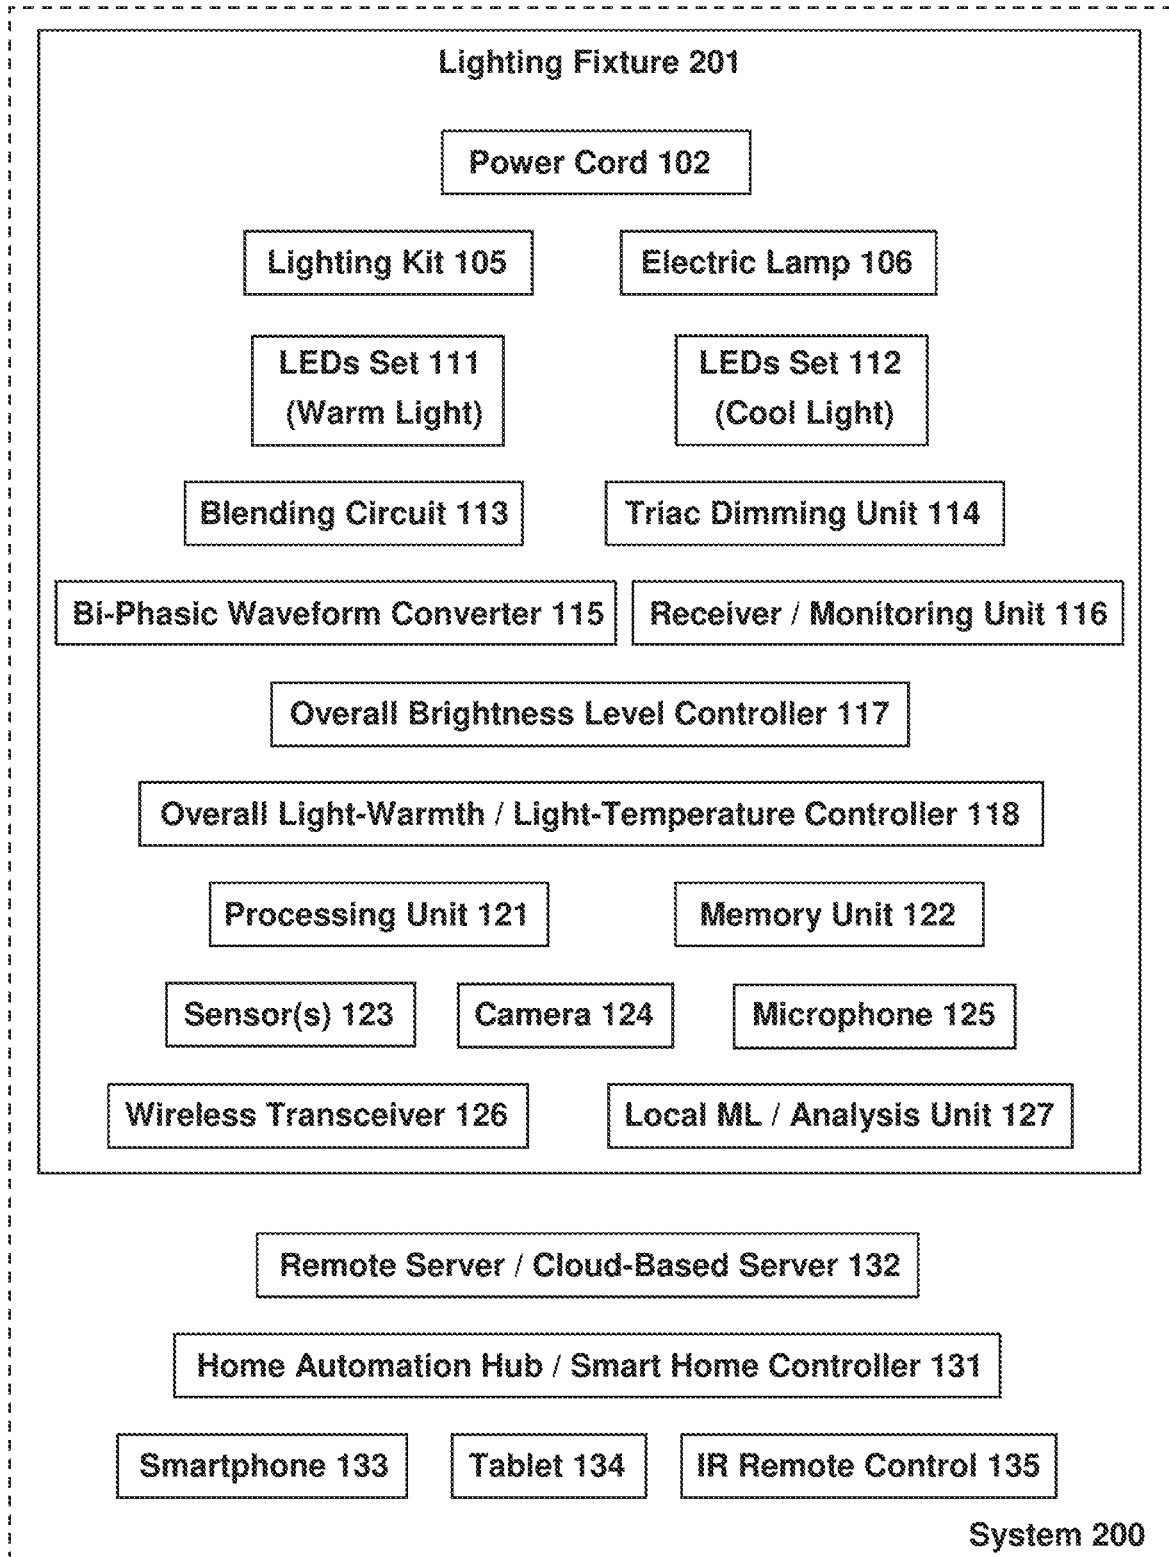 Lighting Fixture 201
Power Cord 102
Lighting Kit 105
Electric Lamp 106
LEDs Set 111
(Warm Light)
LEDs Set 112
(Cool Light)
Blending Circuit 113
Triac Dimming Unit 114
Bi-Phasic Waveform Converter 115
Receiver / Monitoring Unit 116
Overall Brightness Level Controller 117
Overall Light-Warmth / Light-Temperature Controller 118
Processing Unit 121
Memory Unit 122
Sensor(s) 123
Camera 124
Microphone 125
Wireless Transceiver 126
Local ML / Analysis Unit 127
Remote Server / Cloud-Based Server 132
Home Automation Hub / Smart Home Controller 131
Smartphone 133
Tablet 134
IR Remote Control 135
System 200